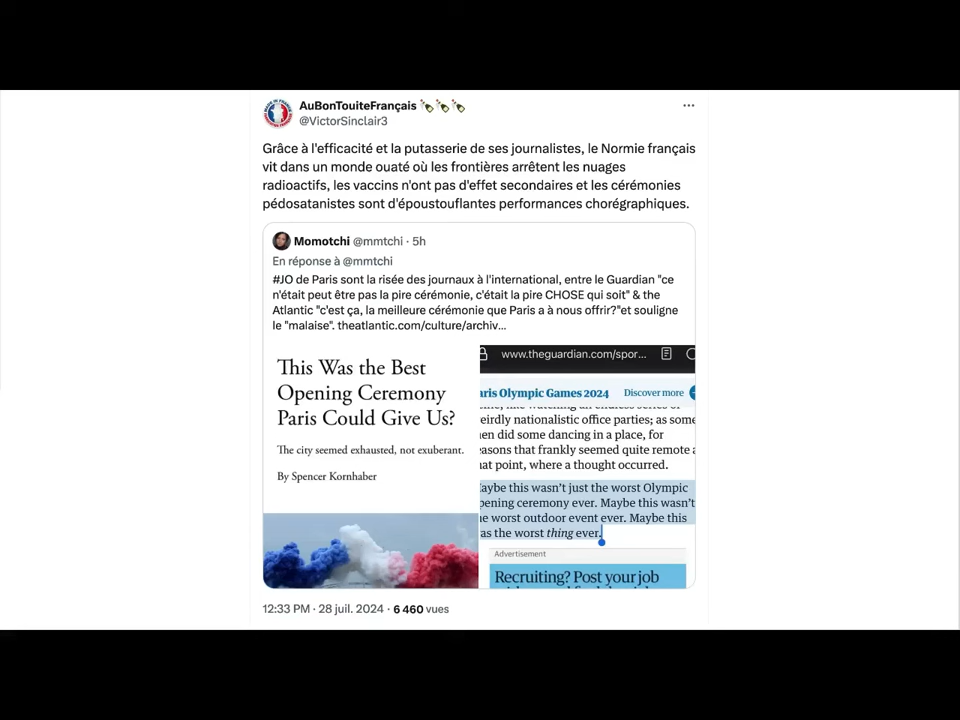 AuBonTouiteFrançais 🍾🍾🍾
@VictorSinclair3
Grâce à l'efficacité et la putasserie de ses journalistes, le Normie français
vit dans un monde ouaté où les frontières arrêtent les nuages
radioactifs, les vaccins n'ont pas d'effet secondaires et les cérémonies
pédosatanistes sont d'époustouflantes performances chorégraphiques.
Momotchi @mmtchi · 5h
En réponse à @mmtchi
#JO de Paris sont la risée des journaux à l'international, entre le Guardian "ce
n'était peut être pas la pire cérémonie, c'était la pire CHOSE qui soit" & the
Atlantic "c'est ça, la meilleure cérémonie que Paris a à nous offrir?"et souligne
le "malaise". theatlantic.com/culture/archiv…
This Was the Best
Opening Ceremony
Paris Could Give Us?
The city seemed exhausted, not exuberant.
By Spencer Kornhaber
www.theguardian.com/spor...
aris Olympic Games 2024 Discover more
like watching an endless series of
eirdly nationalistic office parties; as some
en did some dancing in a place, for
easons that frankly seemed quite remote a
at point, where a thought occurred.
aybe this wasn't just the worst Olympic
pening ceremony ever. Maybe this wasn't
e worst outdoor event ever. Maybe this
as the worst thing ever.
Advertisement
Recruiting? Post your job
12:33 PM · 28 juil. 2024 · 6 460 vues